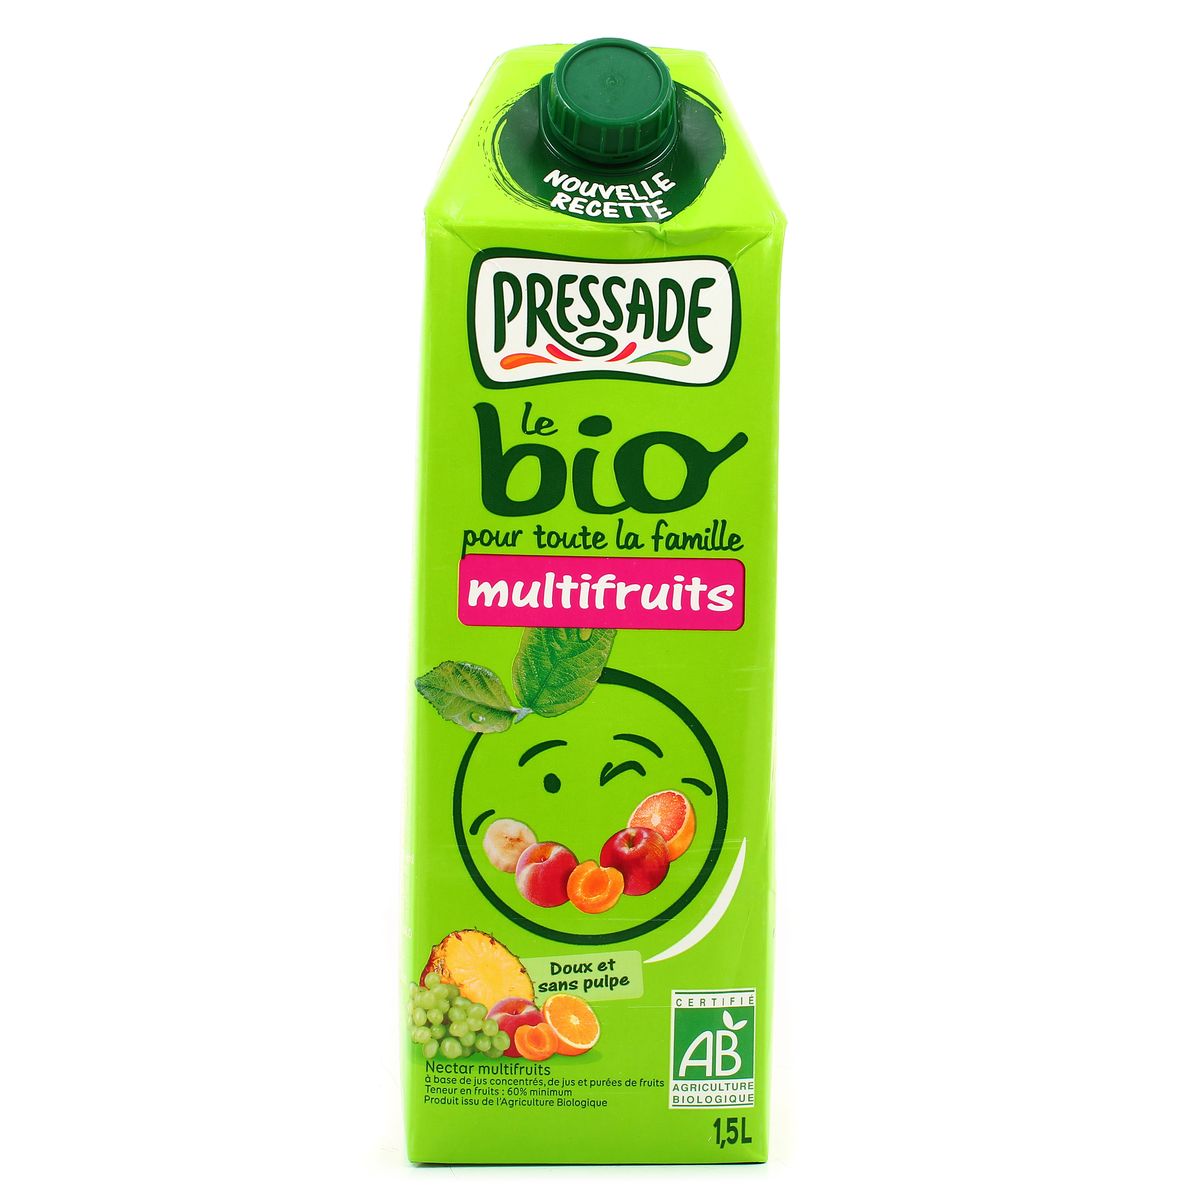 NOUVELLE
RECETTE
PRESSADE
le
bio
pour toute la famille
multifruits
Doux et
sans pulpe
CERTIFIÉ
AB
AGRICULTURE
BIOLOGIQUE
Nectar multifruits
à base de jus concentrés, de jus et purées de fruits
Teneur en fruits : 60% minimum
Produit issu de l'Agriculture Biologique
1,5L